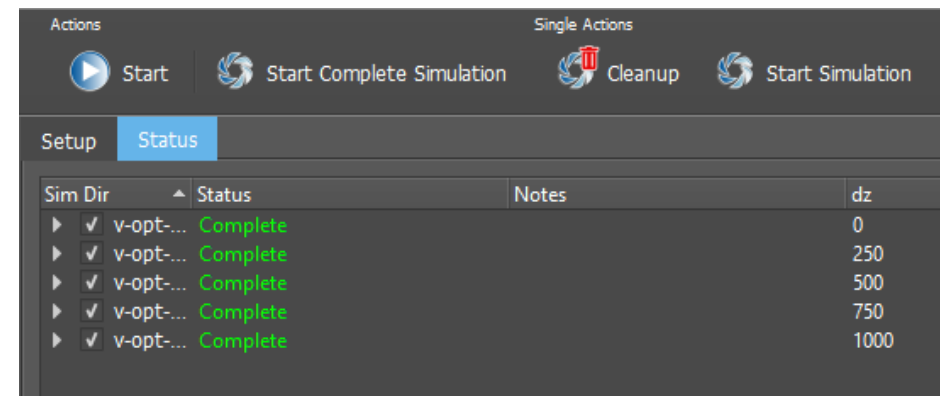 Actions Single Actions
Start Start Complete Simulation Cleanup Start Simulation
Setup Status
Sim Dir Status Notes dz
v-opt-... Complete 0
v-opt-... Complete 250
v-opt-... Complete 500
v-opt-... Complete 750
v-opt-... Complete 1000